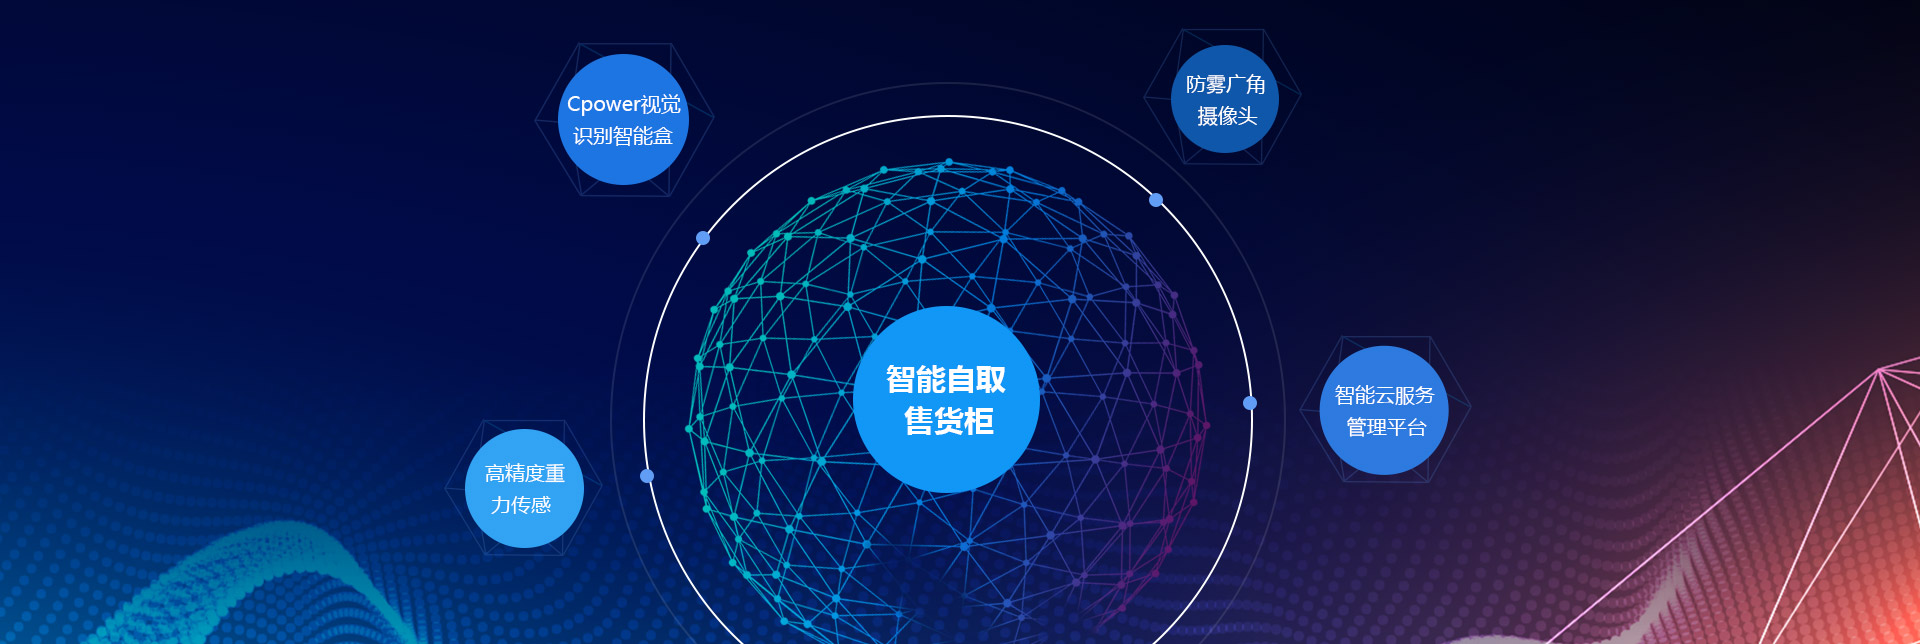 Cpower视觉
识别智能盒
防雾广角
摄像头
智能自取
售货柜
智能云服务
管理平台
高精度重
力传感